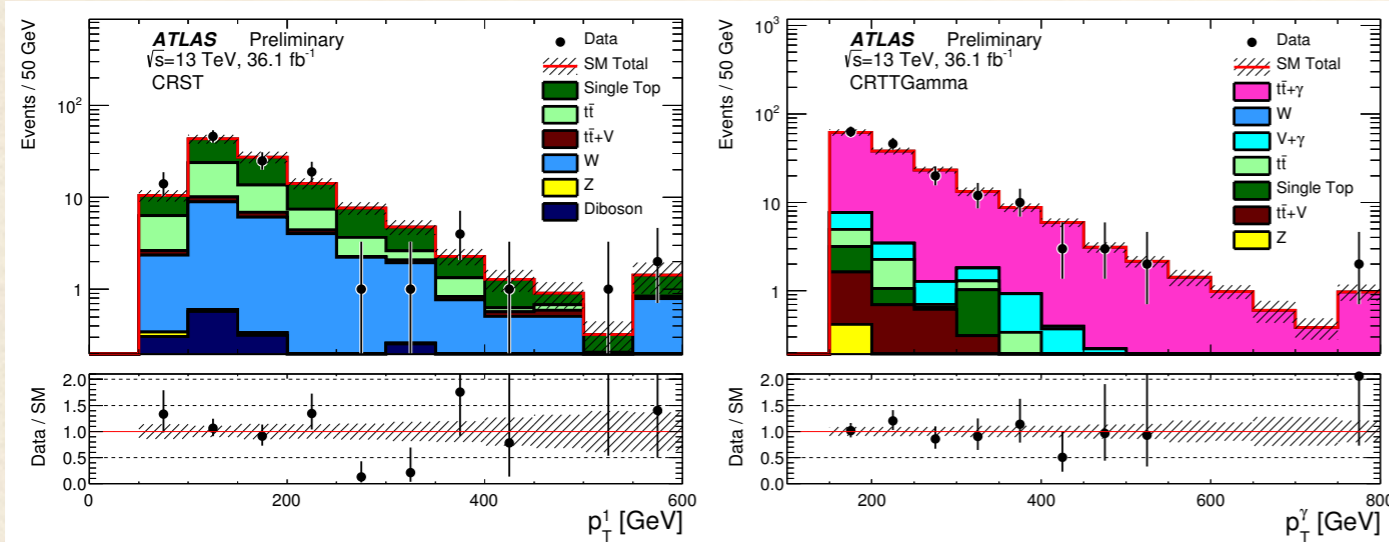 Events / 50 GeV
10²
10
1
ATLAS Preliminary
√s=13 TeV, 36.1 fb⁻¹
CRST
Data
SM Total
Single Top
tt̄
tt̄+V
W
Z
Diboson
Data / SM
2.0
1.5
1.0
0.5
0.0
0 200 400 600
p_T^1 [GeV]
Events / 50 GeV
10³
10²
10
1
ATLAS Preliminary
√s=13 TeV, 36.1 fb⁻¹
CRTTGamma
Data
SM Total
tt̄+γ
W
V+γ
tt̄
Single Top
tt̄+V
Z
Data / SM
2.0
1.5
1.0
0.5
0.0
200 400 600 800
p_T^γ [GeV]